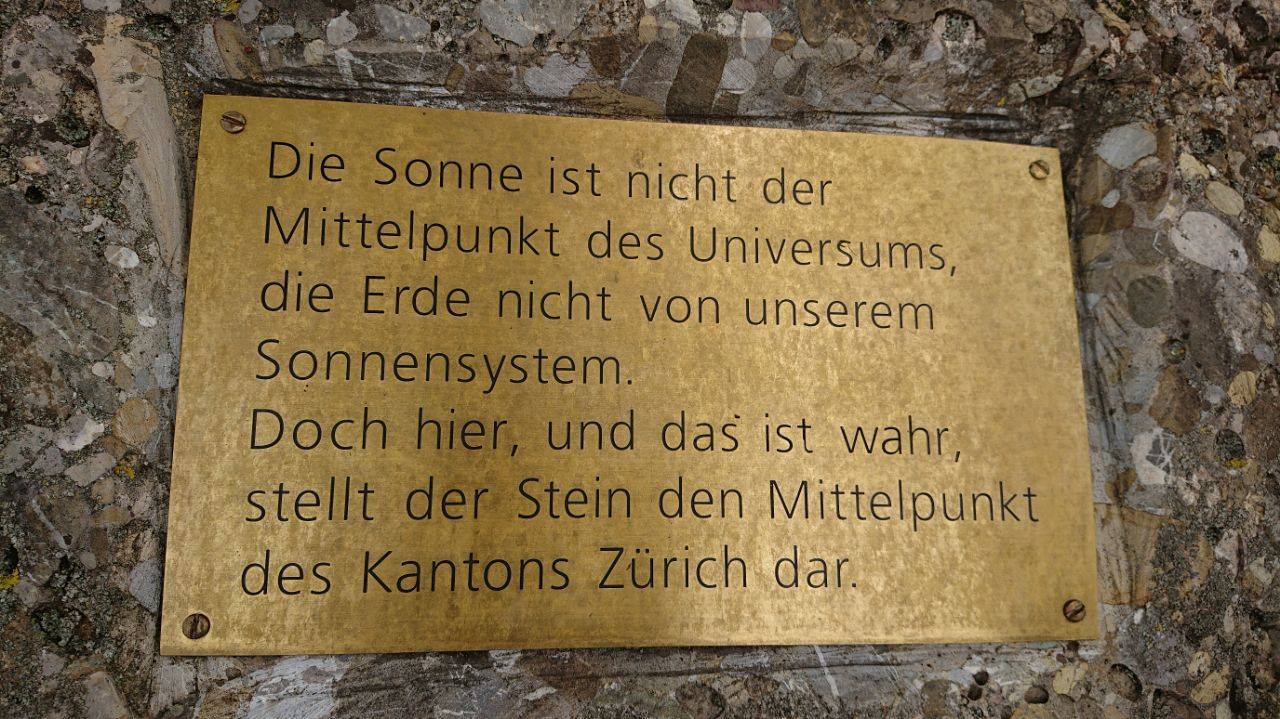 Die Sonne ist nicht der
Mittelpunkt des Universums,
die Erde nicht von unserem
Sonnensystem.
Doch hier, und das ist wahr,
stellt der Stein den Mittelpunkt
des Kantons Zürich dar.